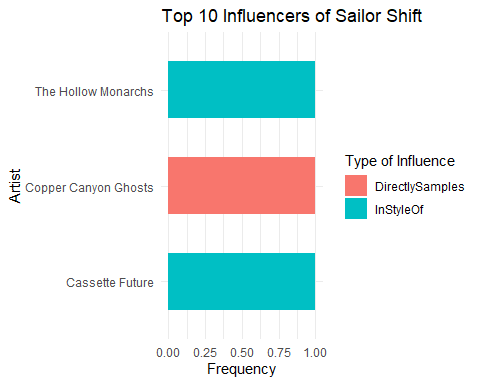 Top 10 Influencers of Sailor Shift
Artist
The Hollow Monarchs
Copper Canyon Ghosts
Cassette Future
0.00 0.25 0.50 0.75 1.00
Frequency
Type of Influence
DirectlySamples
InStyleOf